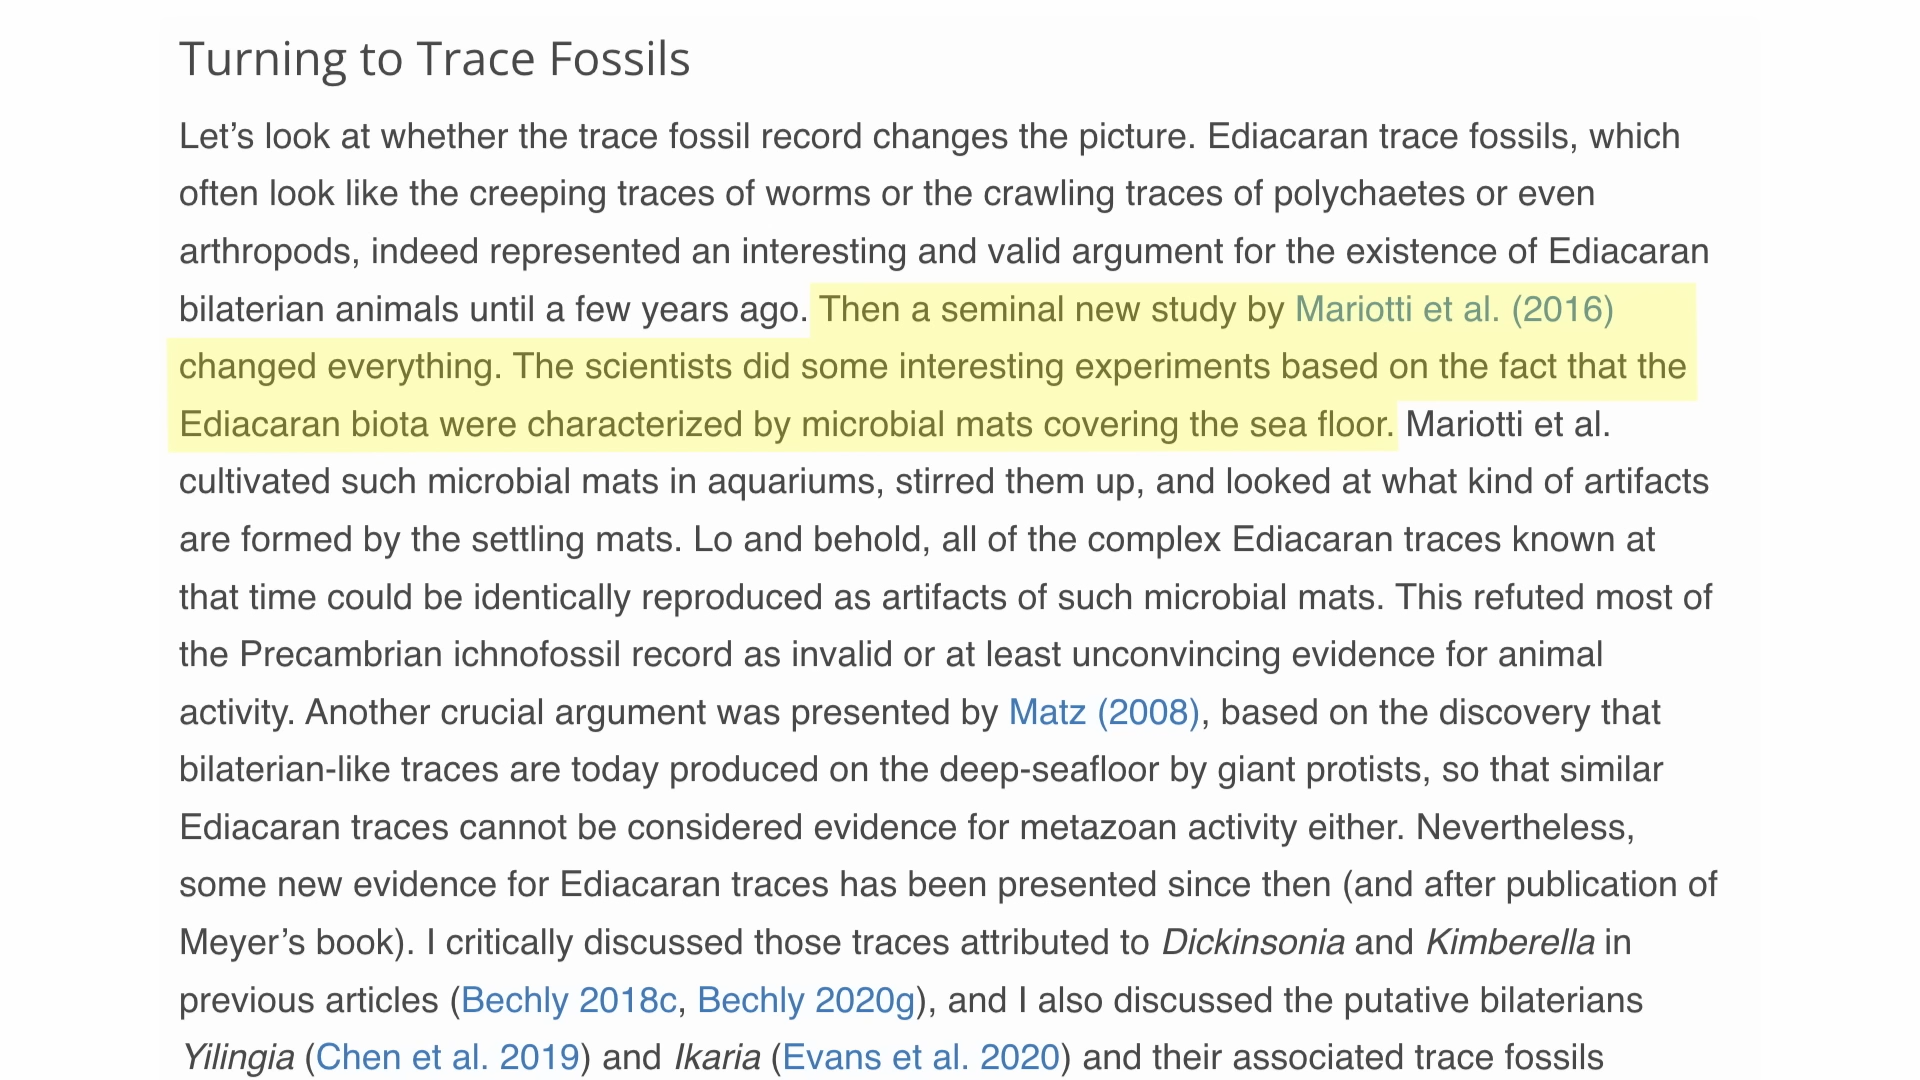 Turning to Trace Fossils
Let’s look at whether the trace fossil record changes the picture. Ediacaran trace fossils, which
often look like the creeping traces of worms or the crawling traces of polychaetes or even
arthropods, indeed represented an interesting and valid argument for the existence of Ediacaran
bilaterian animals until a few years ago. Then a seminal new study by Mariotti et al. (2016)
changed everything. The scientists did some interesting experiments based on the fact that the
Ediacaran biota were characterized by microbial mats covering the sea floor. Mariotti et al.
cultivated such microbial mats in aquariums, stirred them up, and looked at what kind of artifacts
are formed by the settling mats. Lo and behold, all of the complex Ediacaran traces known at
that time could be identically reproduced as artifacts of such microbial mats. This refuted most of
the Precambrian ichnofossil record as invalid or at least unconvincing evidence for animal
activity. Another crucial argument was presented by Matz (2008), based on the discovery that
bilaterian-like traces are today produced on the deep-seafloor by giant protists, so that similar
Ediacaran traces cannot be considered evidence for metazoan activity either. Nevertheless,
some new evidence for Ediacaran traces has been presented since then (and after publication of
Meyer’s book). I critically discussed those traces attributed to Dickinsonia and Kimberella in
previous articles (Bechly 2018c, Bechly 2020g), and I also discussed the putative bilaterians
Yilingia (Chen et al. 2019) and Ikaria (Evans et al. 2020) and their associated trace fossils